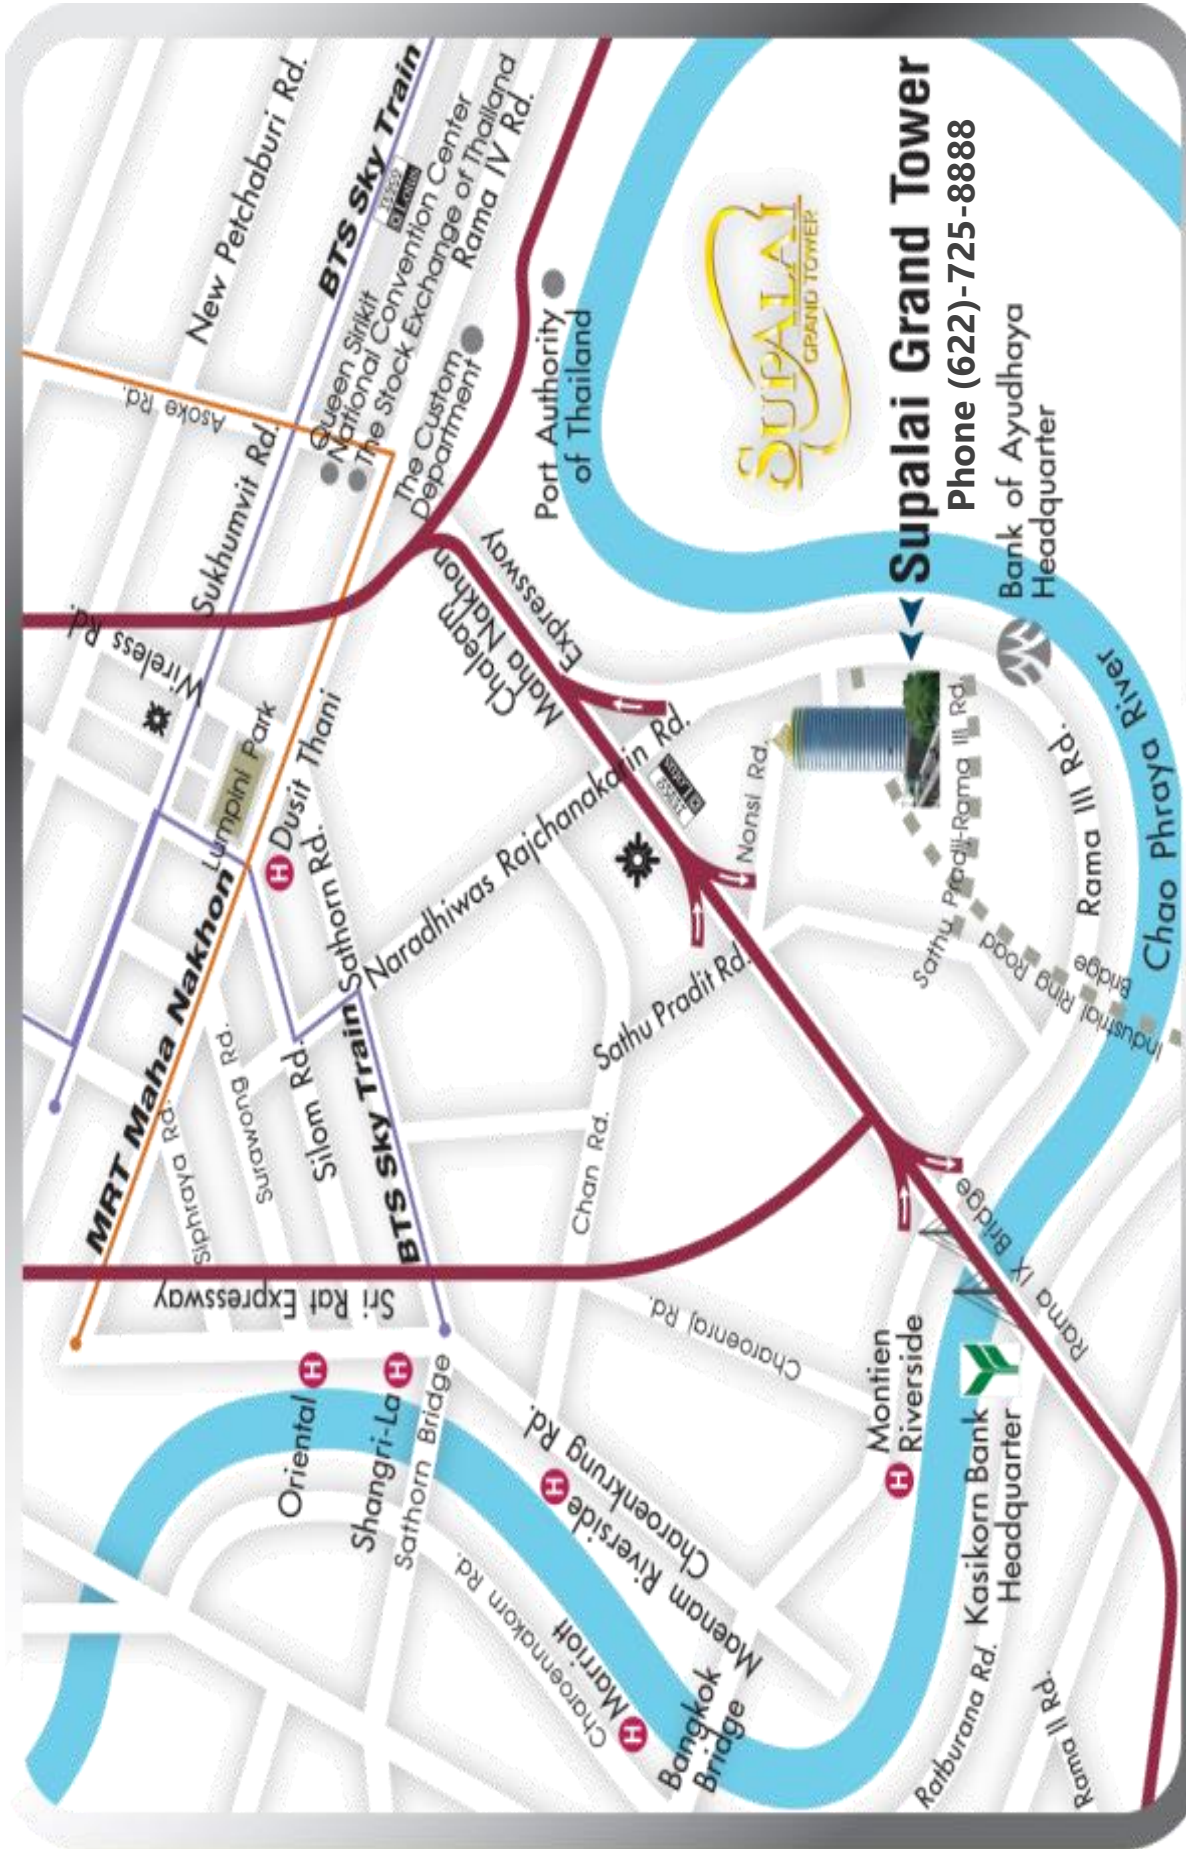 New Petchaburi Rd.
BTS Sky Train
Asoke Rd.
Sukhumvit Rd.
Queen Sirikit
National Convention Center
The Stock Exchange of Thailand
Rama IV Rd.
The Custom
Department
Port Authority
of Thailand
Wireless Rd.
Lumpini Park
H Dusit Thani
Chaleam
Maha Nakhon
Expressway
SUPALAI
GRAND TOWER
Supalai Grand Tower
Phone (622)-725-8888
Bank of Ayudhaya
Headquarter
MRT Maha Nakhon
Sathorn Rd.
Naradhiwas Rajchanakarin Rd.
Nonsi Rd.
Siphraya Rd.
Surawong Rd.
Silom Rd.
BTS Sky Train
Sathu Pradit Rd.
Chan Rd.
Sathu Pradit-Rama III Rd.
Rama III Rd.
Chao Phraya River
Industrial Ring Road
Bridge
Sri Rat Expressway
Charoenraj Rd.
Rama IX Bridge
Oriental H
Shangri-La H
Sathorn Bridge
Charoenkrung Rd.
H
Maenam Riverside
Montien
Riverside
H
Kasikorn Bank
Headquarter
Charoennakorn Rd.
Marriott
H
Bangkok
Bridge
Ratburana Rd.
Rama II Rd.